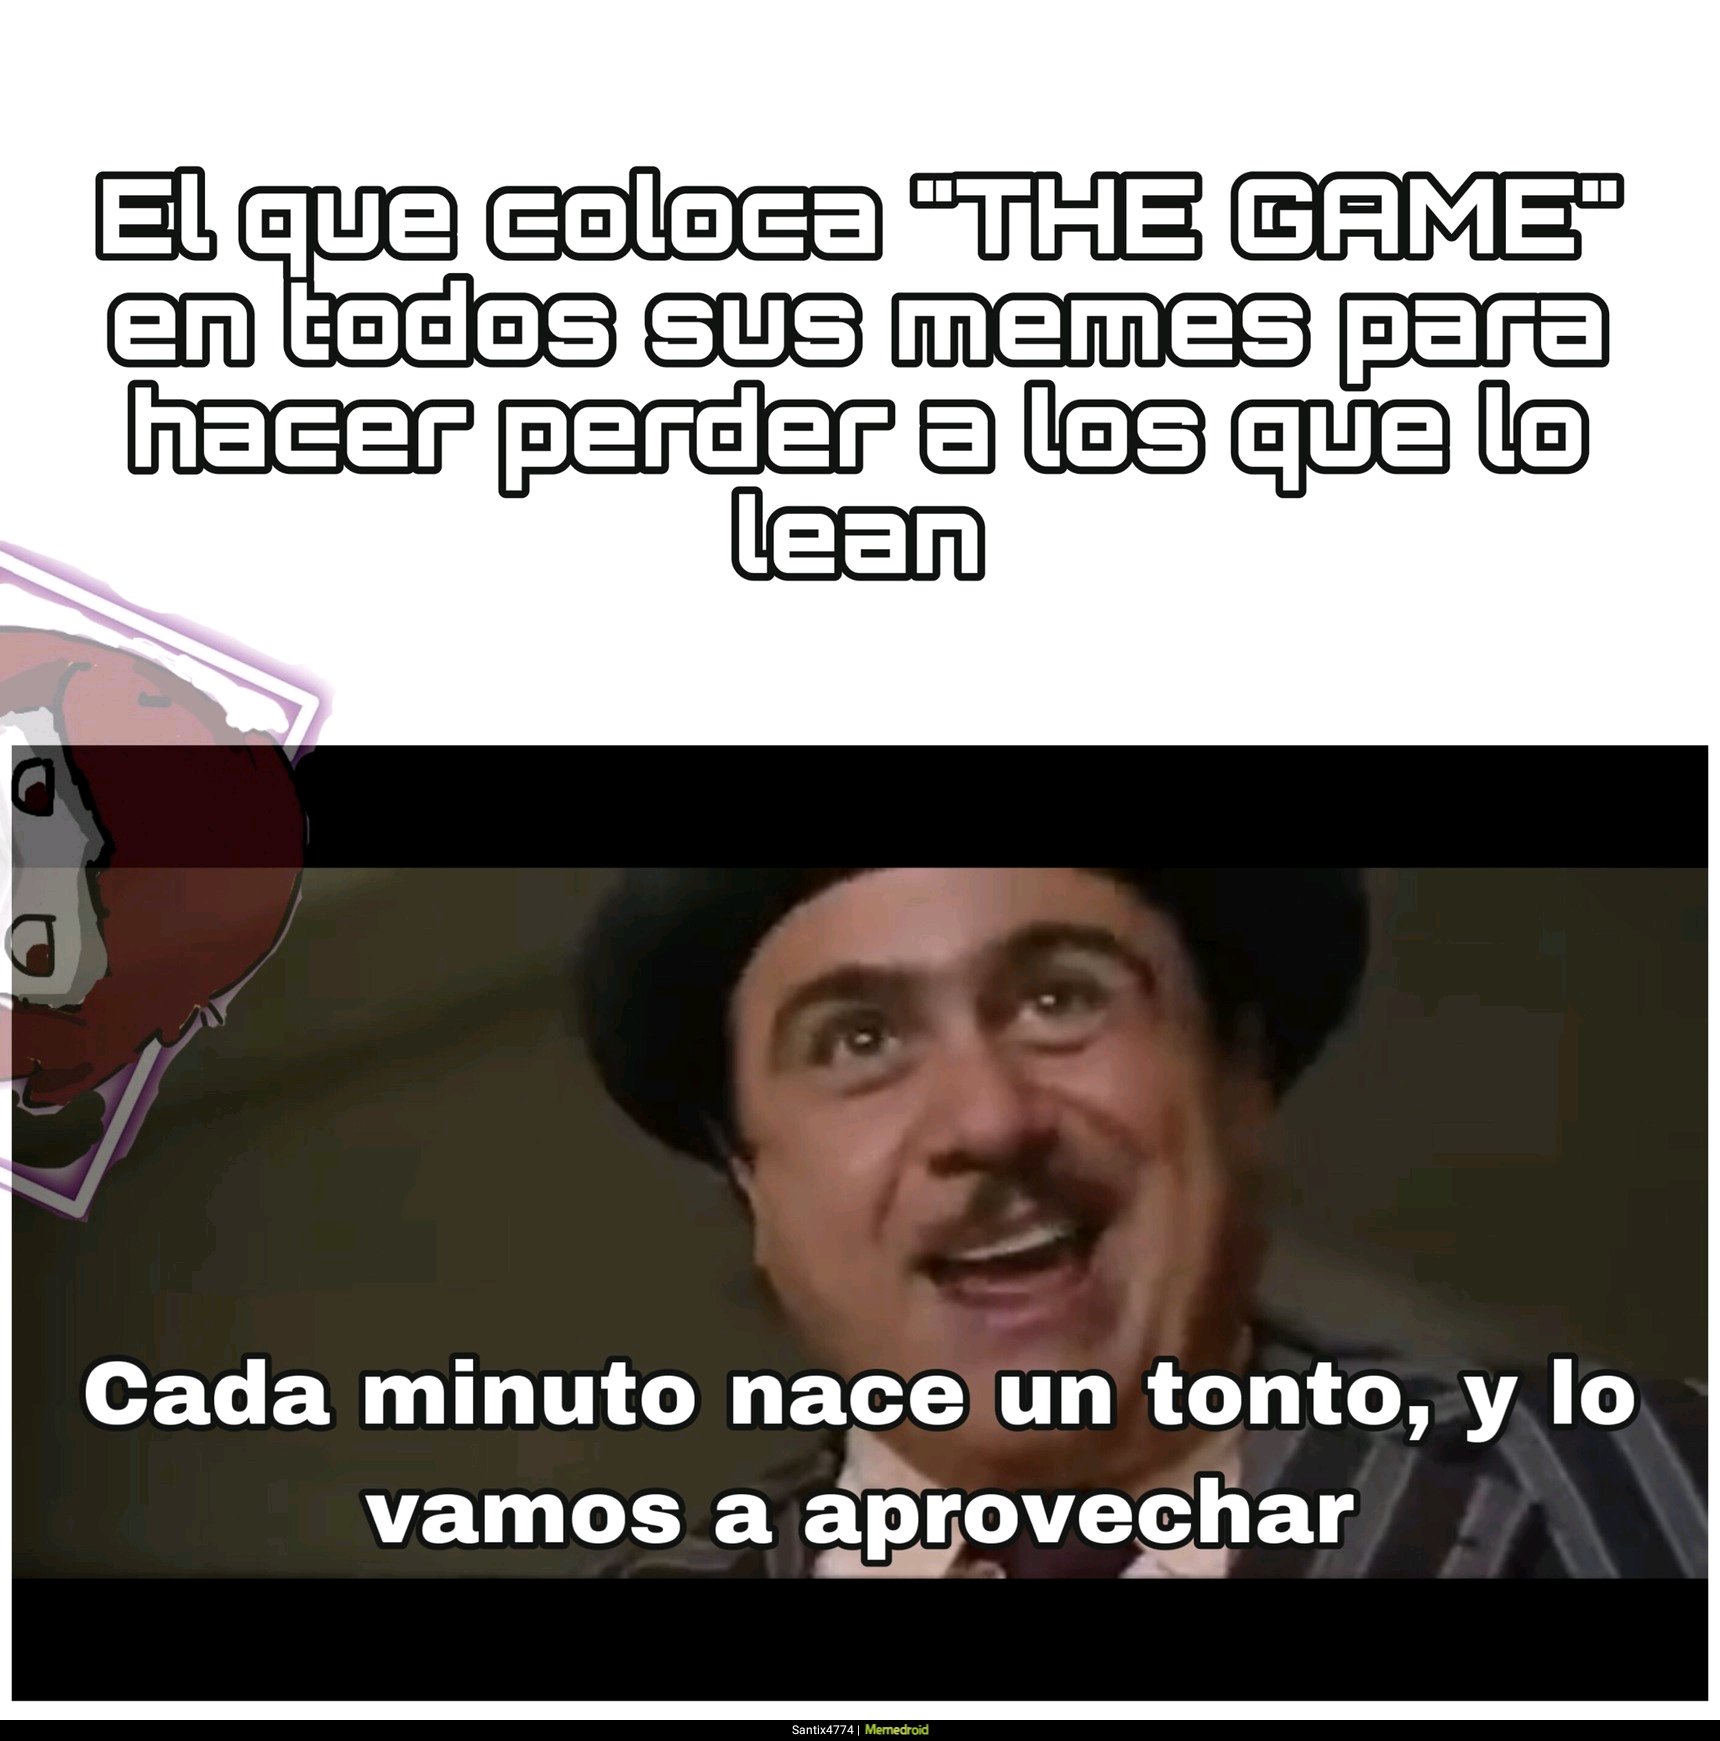 El que coloca "THE GAME"
en todos sus memes para
hacer perder a los que lo
lean
Cada minuto nace un tonto, y lo
vamos a aprovechar
Santix4774 | Memedroid